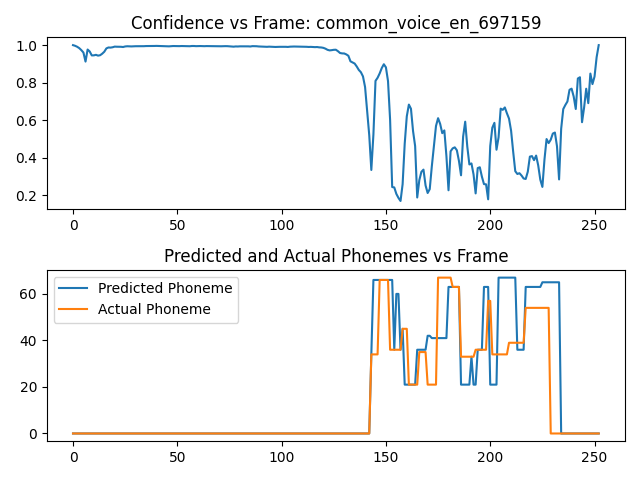 Confidence vs Frame: common_voice_en_697159
1.0
0.8
0.6
0.4
0.2
0 50 100 150 200 250
Predicted and Actual Phonemes vs Frame
Predicted Phoneme
Actual Phoneme
60
40
20
0
0 50 100 150 200 250